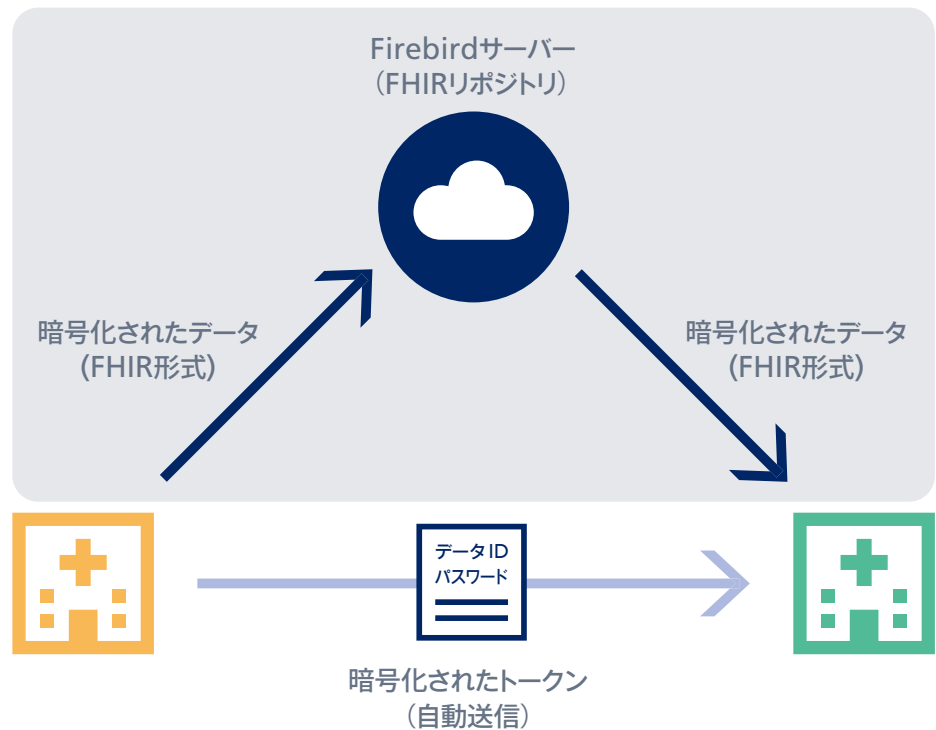 Firebirdサーバー
（FHIRリポジトリ）
暗号化されたデータ
(FHIR形式)
暗号化されたデータ
(FHIR形式)
データID
パスワード
暗号化されたトークン
（自動送信）